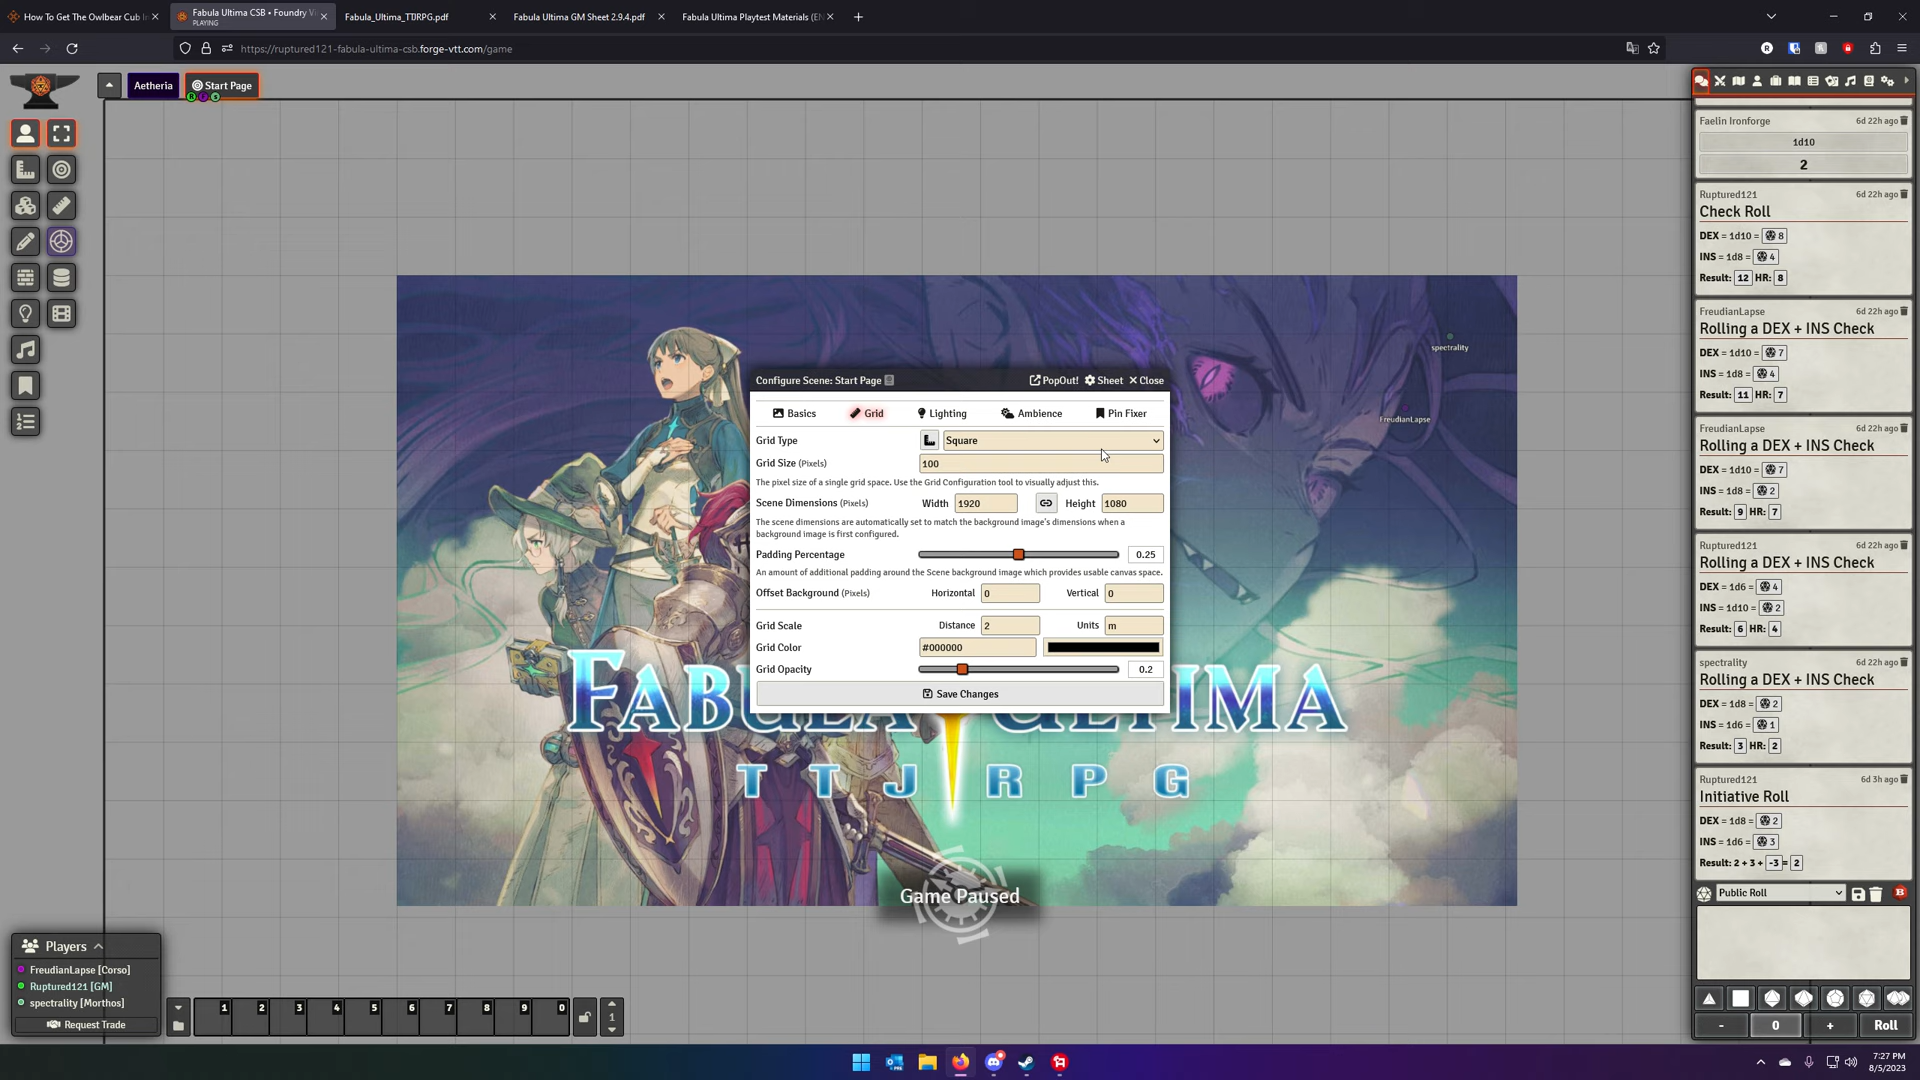 How To Get The Owlbear Cub In
Fabula Ultima CSB • Foundry V
PLAYING
Fabula_Ultima_TTJRPG.pdf
Fabula Ultima GM Sheet 2.9.4.pdf
Fabula Ultima Playtest Materials (EN
https://ruptured121-fabula-ultima-csb.forge-vtt.com/game
Aetheria
Start Page
R
F
S
spectrality
FreudianLapse
FABULA ULTIMA
TTJRPG
Configure Scene: Start Page
PopOut!
Sheet
Close
Basics
Grid
Lighting
Ambience
Pin Fixer
Grid Type
Square
Grid Size (Pixels)
100
The pixel size of a single grid space. Use the Grid Configuration tool to visually adjust this.
Scene Dimensions (Pixels)
Width 1920
Height 1080
The scene dimensions are automatically set to match the background image's dimensions when a
background image is first configured.
Padding Percentage
0.25
An amount of additional padding around the Scene background image which provides usable canvas space.
Offset Background (Pixels)
Horizontal 0
Vertical 0
Grid Scale
Distance 2
Units m
Grid Color
#000000
Grid Opacity
0.2
Save Changes
Game Paused
Players
FreudianLapse [Corso]
Ruptured121 [GM]
spectrality [Morthos]
Request Trade
1 2 3 4 5 6 7 8 9 0
1
Faelin Ironforge 6d 22h ago
1d10
2
Ruptured121 6d 22h ago
Check Roll
DEX = 1d10 = 8
INS = 1d8 = 4
Result: 12 HR: 8
FreudianLapse 6d 22h ago
Rolling a DEX + INS Check
DEX = 1d10 = 7
INS = 1d8 = 4
Result: 11 HR: 7
FreudianLapse 6d 22h ago
Rolling a DEX + INS Check
DEX = 1d10 = 7
INS = 1d8 = 2
Result: 9 HR: 7
Ruptured121 6d 22h ago
Rolling a DEX + INS Check
DEX = 1d6 = 4
INS = 1d10 = 2
Result: 6 HR: 4
spectrality 6d 22h ago
Rolling a DEX + INS Check
DEX = 1d8 = 2
INS = 1d6 = 1
Result: 3 HR: 2
Ruptured121 6d 3h ago
Initiative Roll
DEX = 1d8 = 2
INS = 1d6 = 3
Result: 2 + 3 + -3 = 2
Public Roll
- 0 + Roll
7:27 PM
8/5/2023